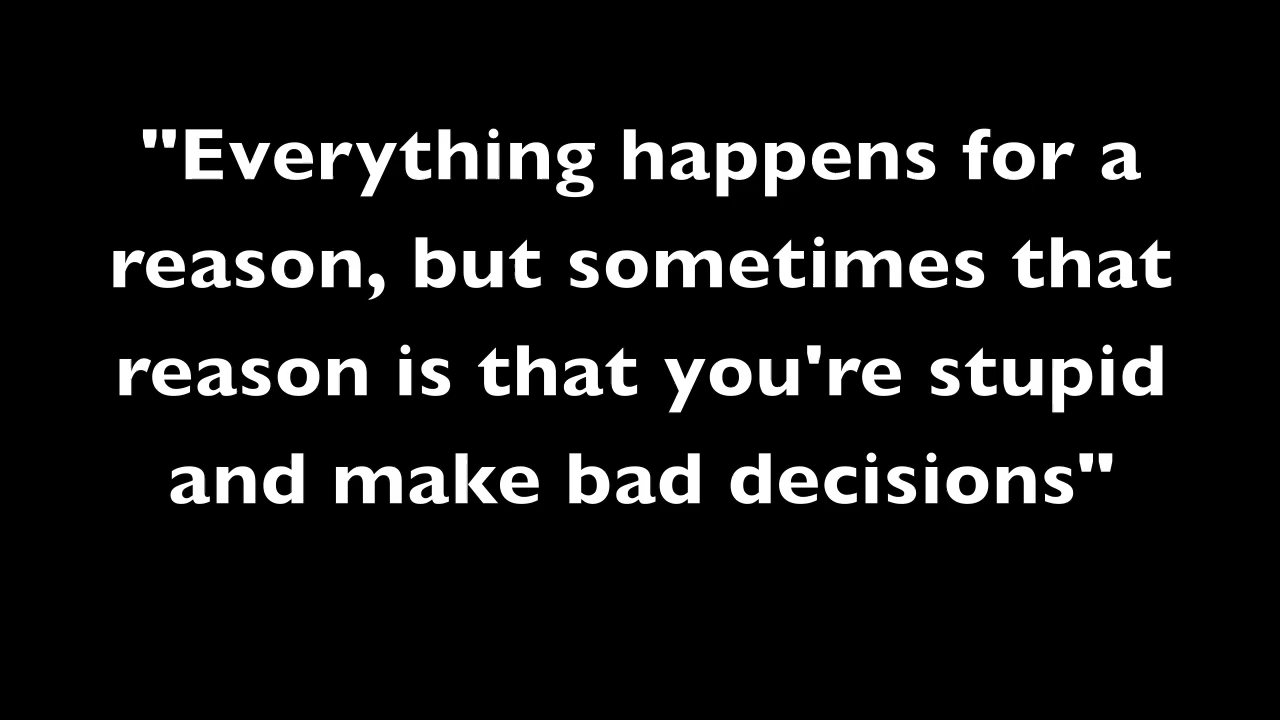 "Everything happens for a
reason, but sometimes that
reason is that you're stupid
and make bad decisions"